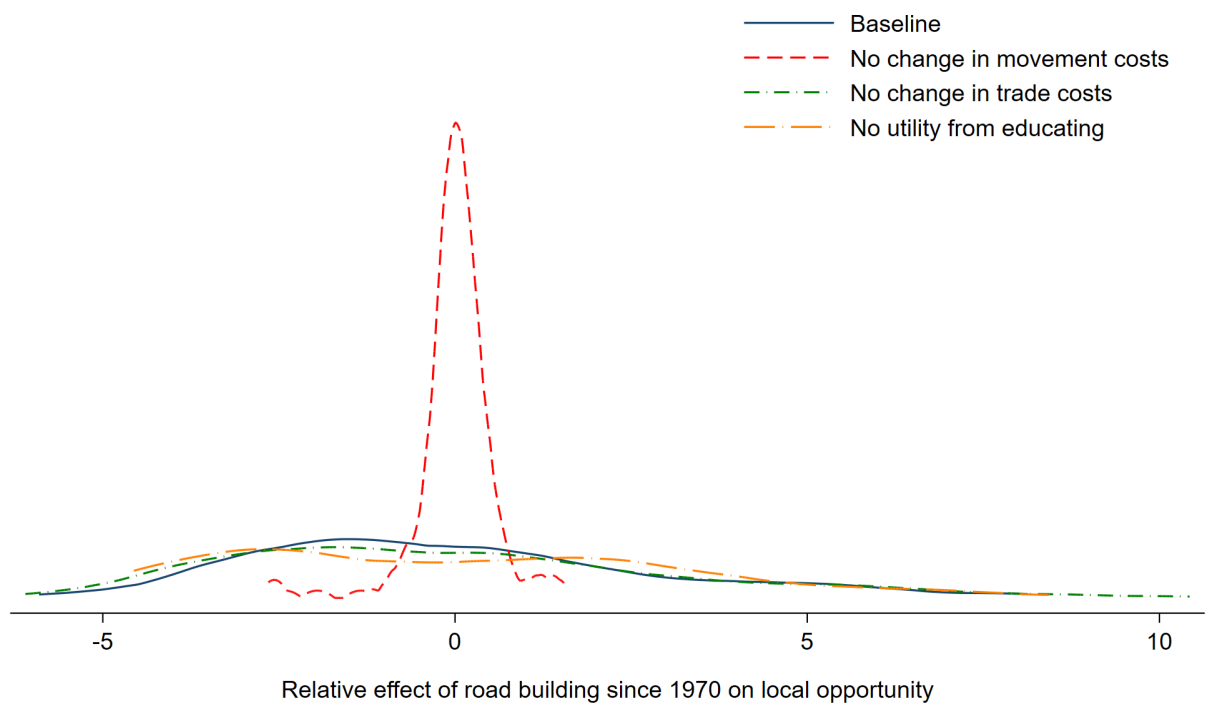 Baseline
No change in movement costs
No change in trade costs
No utility from educating
-5 0 5 10
Relative effect of road building since 1970 on local opportunity